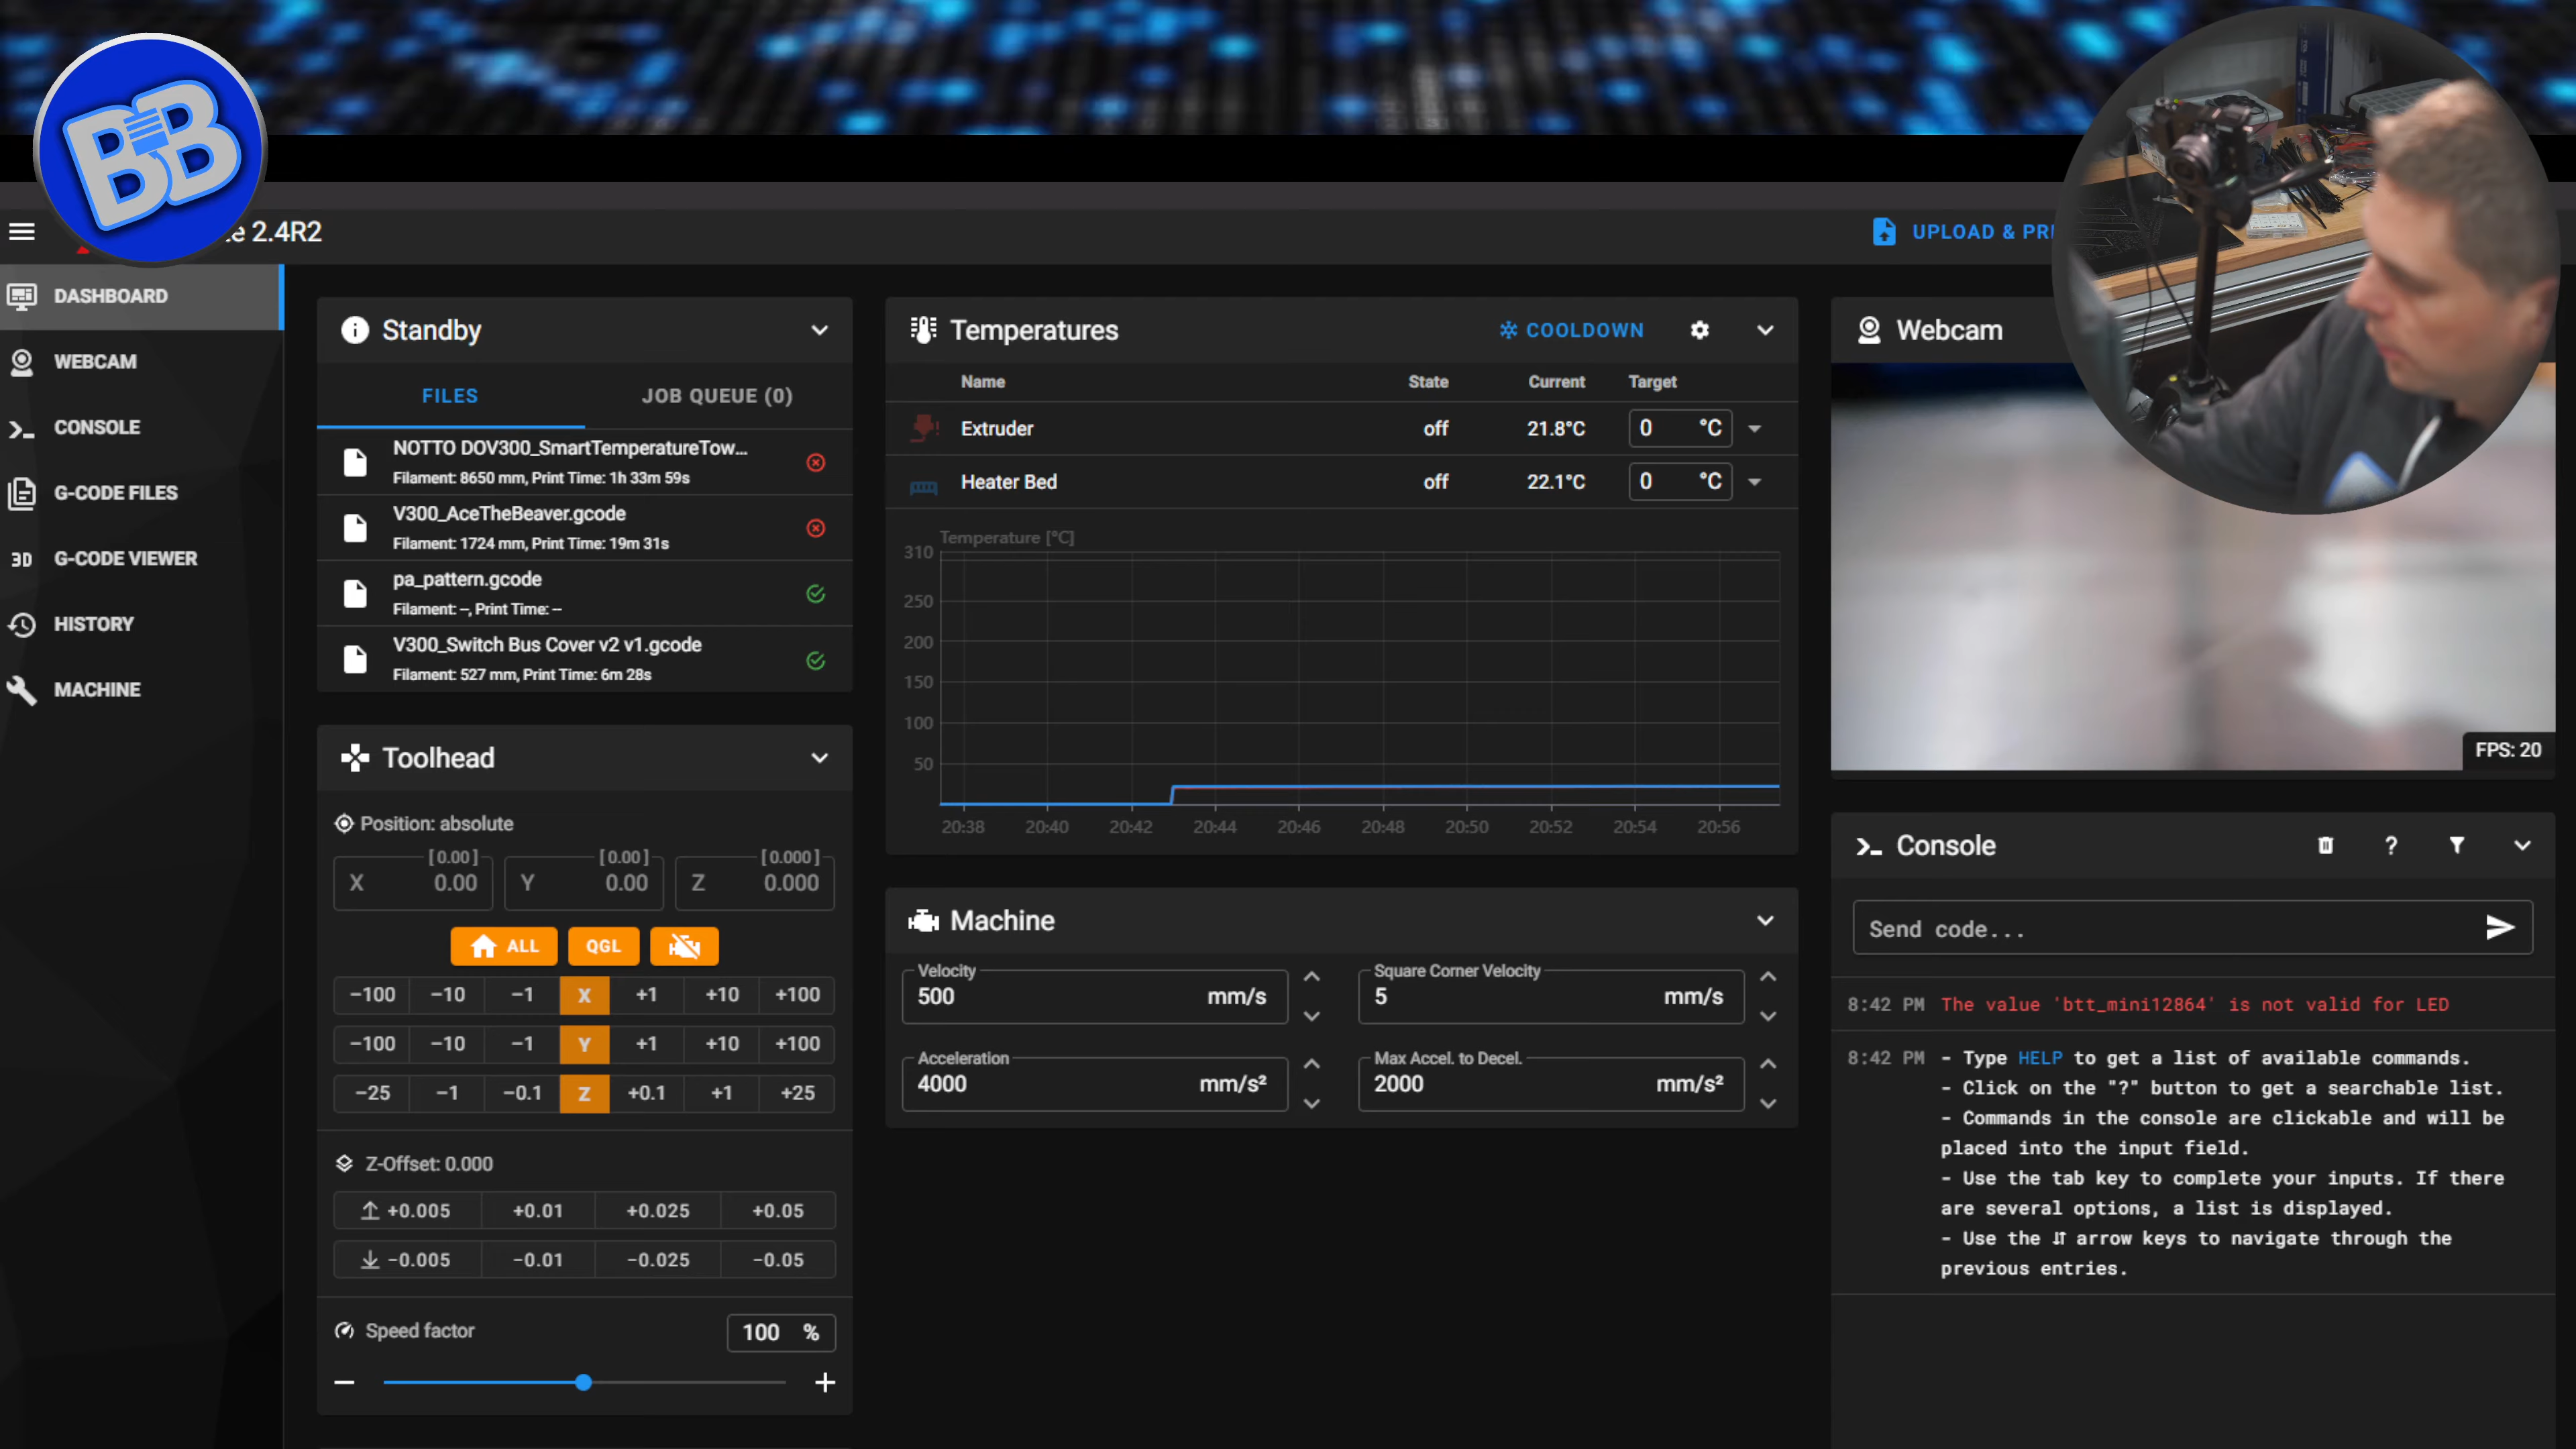 BB
te 2.4R2
UPLOAD & PRI
DASHBOARD
WEBCAM
CONSOLE
G-CODE FILES
3D G-CODE VIEWER
HISTORY
MACHINE
Standby
FILES JOB QUEUE (0)
NOTTO DOV300_SmartTemperatureTow...
Filament: 8650 mm, Print Time: 1h 33m 59s
V300_AceTheBeaver.gcode
Filament: 1724 mm, Print Time: 19m 31s
pa_pattern.gcode
Filament: --, Print Time: --
V300_Switch Bus Cover v2 v1.gcode
Filament: 527 mm, Print Time: 6m 28s
Toolhead
Position: absolute
[ 0.00 ] [ 0.00 ] [ 0.000 ]
X 0.00 Y 0.00 Z 0.000
ALL QGL
−100 −10 −1 X +1 +10 +100
−100 −10 −1 Y +1 +10 +100
−25 −1 −0.1 Z +0.1 +1 +25
Z-Offset: 0.000
+0.005 +0.01 +0.025 +0.05
−0.005 −0.01 −0.025 −0.05
Speed factor 100 %
Temperatures COOLDOWN
Name State Current Target
Extruder off 21.8°C 0 °C
Heater Bed off 22.1°C 0 °C
Temperature [°C]
310
250
200
150
100
50
20:38 20:40 20:42 20:44 20:46 20:48 20:50 20:52 20:54 20:56
Machine
Velocity
500 mm/s
Square Corner Velocity
5 mm/s
Acceleration
4000 mm/s²
Max Accel. to Decel.
2000 mm/s²
Webcam
FPS: 20
Console
Send code...
8:42 PM The value 'btt_mini12864' is not valid for LED
8:42 PM - Type HELP to get a list of available commands.
- Click on the "?" button to get a searchable list.
- Commands in the console are clickable and will be
placed into the input field.
- Use the tab key to complete your inputs. If there
are several options, a list is displayed.
- Use the ⇵ arrow keys to navigate through the
previous entries.